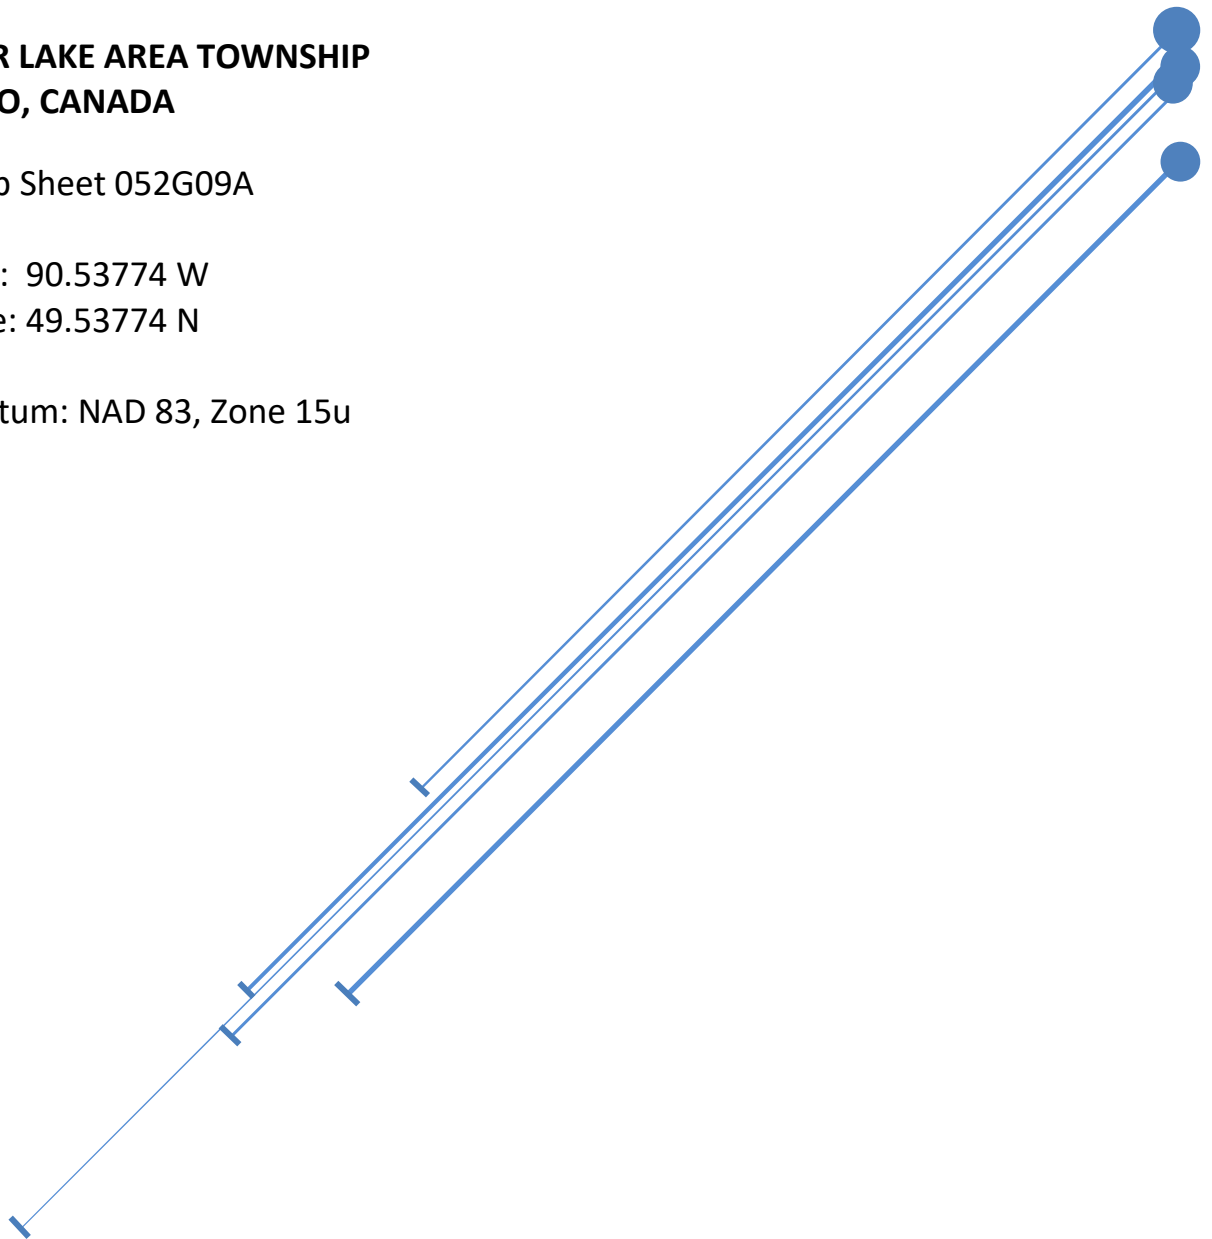 R LAKE AREA TOWNSHIP
O, CANADA
p Sheet 052G09A
: 90.53774 W
e: 49.53774 N
tum: NAD 83, Zone 15u